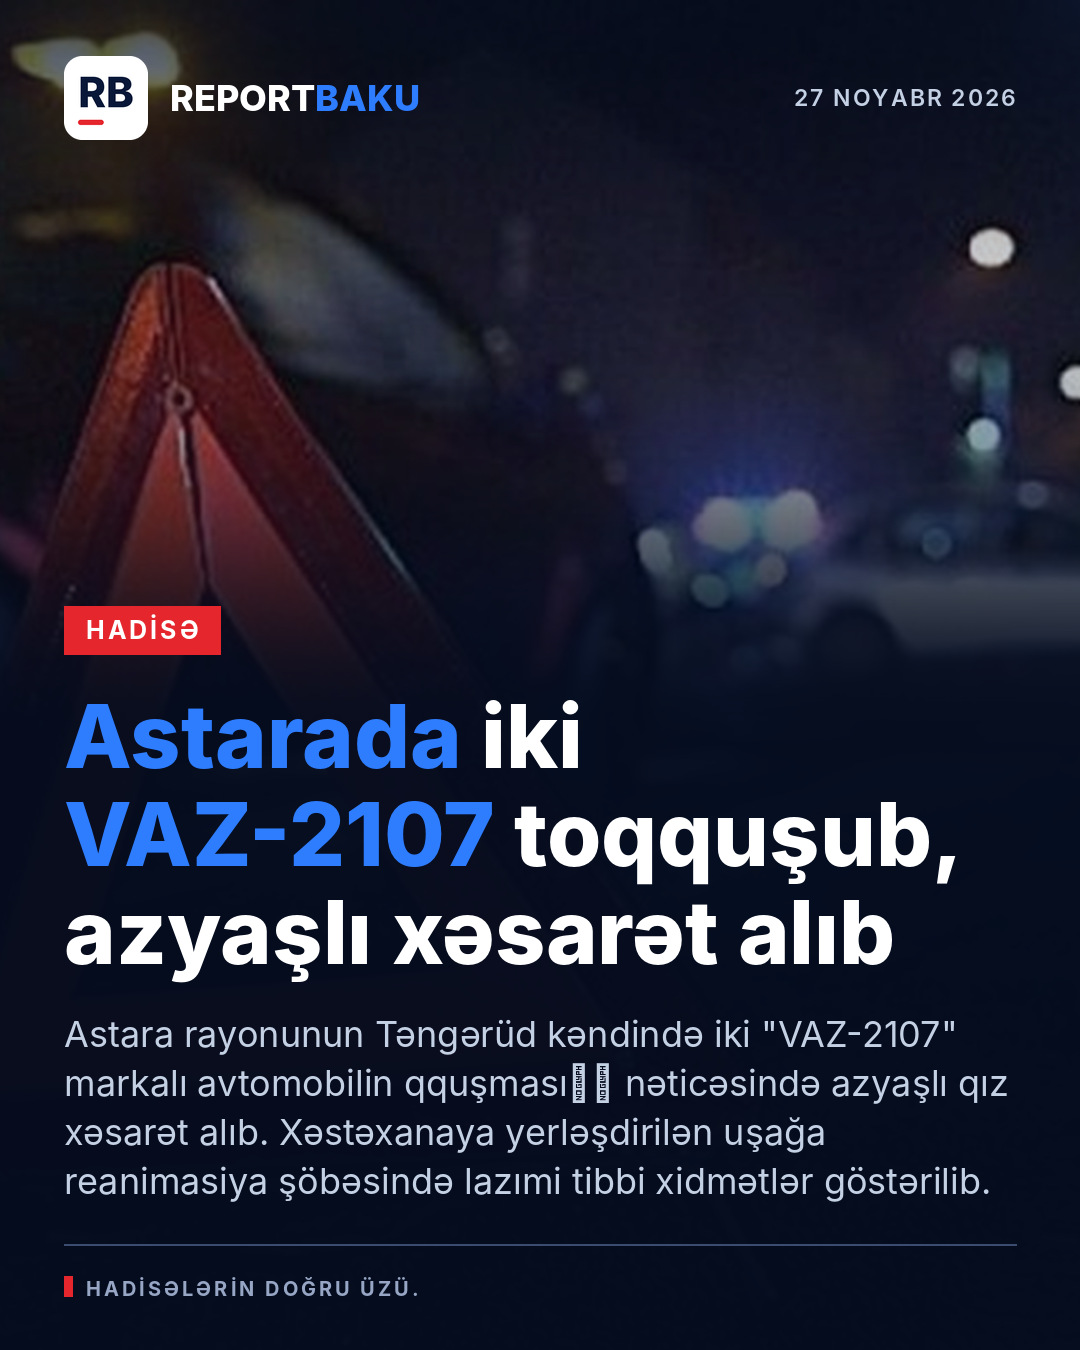 RB
REPORTBAKU
27 NOYABR 2026
HADİSƏ
Astarada iki
VAZ-2107 toqquşub,
azyaşlı xəsarət alıb
Astara rayonunun Təngərüd kəndində iki "VAZ-2107"
markalı avtomobilin qquşması nəticəsində azyaşlı qız
xəsarət alıb. Xəstəxanaya yerləşdirilən uşağa
reanimasiya şöbəsində lazımi tibbi xidmətlər göstərilib.
HADİSƏLƏRİN DOĞRU ÜZÜ.